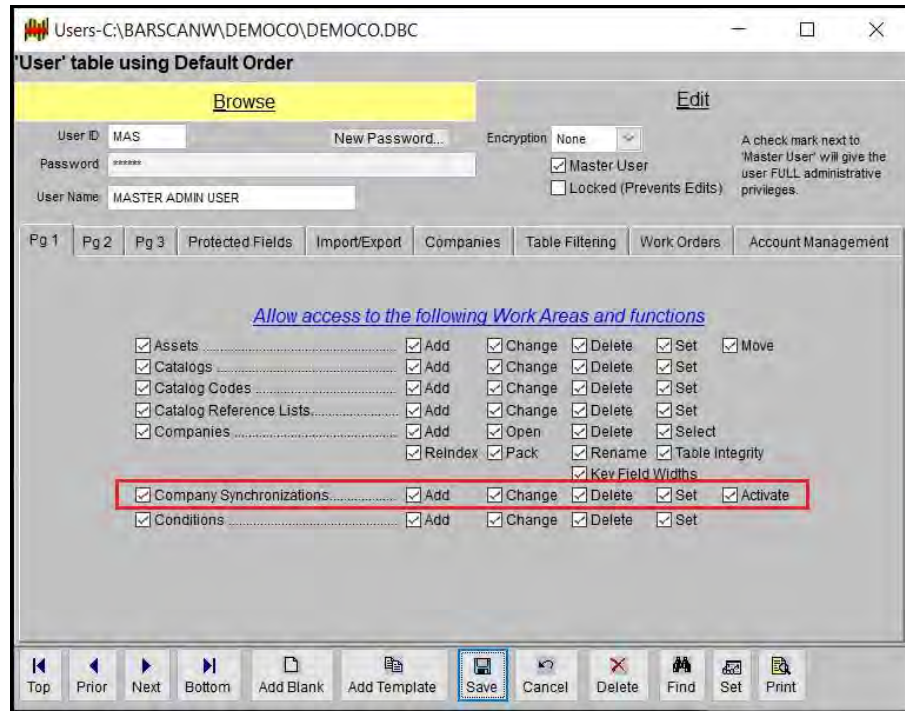 Users-C:\BARSCANW\DEMOCO\DEMOCO.DBC
'User' table using Default Order
Browse
Edit
User ID MAS New Password... Encryption None
Password ******
Master User
Locked (Prevents Edits)
A check mark next to
'Master User' will give the
user FULL administrative
privileges.
User Name MASTER ADMIN USER
Pg 1 Pg 2 Pg 3 Protected Fields Import/Export Companies Table Filtering Work Orders Account Management
Allow access to the following Work Areas and functions
Assets Add Change Delete Set Move
Catalogs Add Change Delete Set
Catalog Codes Add Change Delete Set
Catalog Reference Lists Add Change Delete Set
Companies Add Open Delete Select
Reindex Pack Rename Table Integrity
Key Field Widths
Company Synchronizations Add Change Delete Set Activate
Conditions Add Change Delete Set
Top Prior Next Bottom Add Blank Add Template Save Cancel Delete Find Set Print